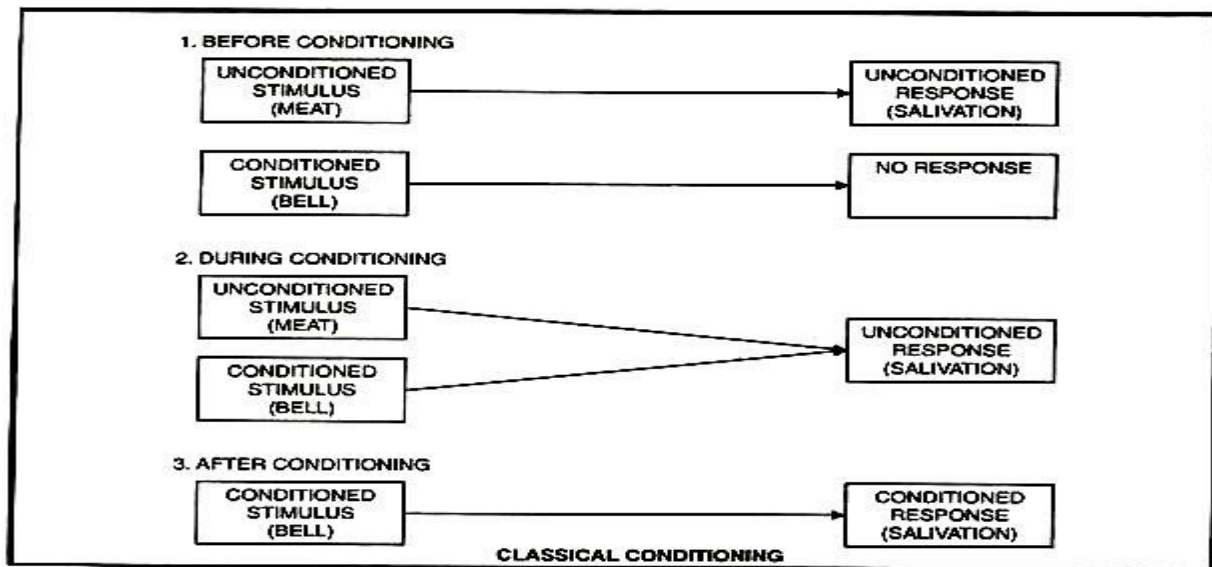 1. BEFORE CONDITIONING
UNCONDITIONED
STIMULUS
(MEAT)
UNCONDITIONED
RESPONSE
(SALIVATION)
CONDITIONED
STIMULUS
(BELL)
NO RESPONSE
2. DURING CONDITIONING
UNCONDITIONED
STIMULUS
(MEAT)
CONDITIONED
STIMULUS
(BELL)
UNCONDITIONED
RESPONSE
(SALIVATION)
3. AFTER CONDITIONING
CONDITIONED
STIMULUS
(BELL)
CONDITIONED
RESPONSE
(SALIVATION)
CLASSICAL CONDITIONING